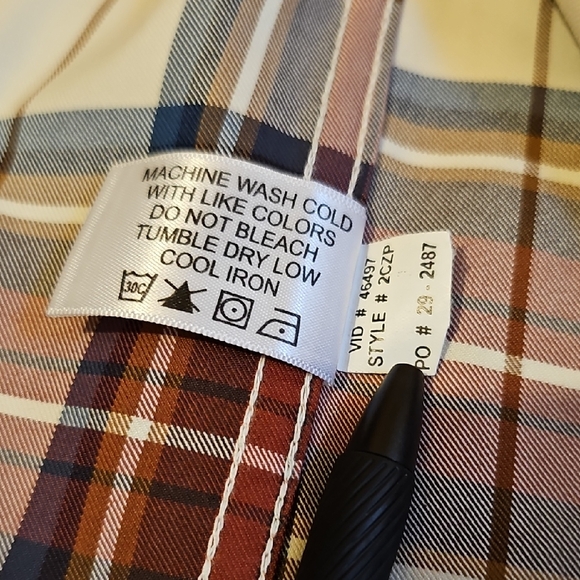 MACHINE WASH COLD
WITH LIKE COLORS
DO NOT BLEACH
TUMBLE DRY LOW
COOL IRON
30C
VID # 46497
STYLE # 2CZP
PO # 29 - 2487